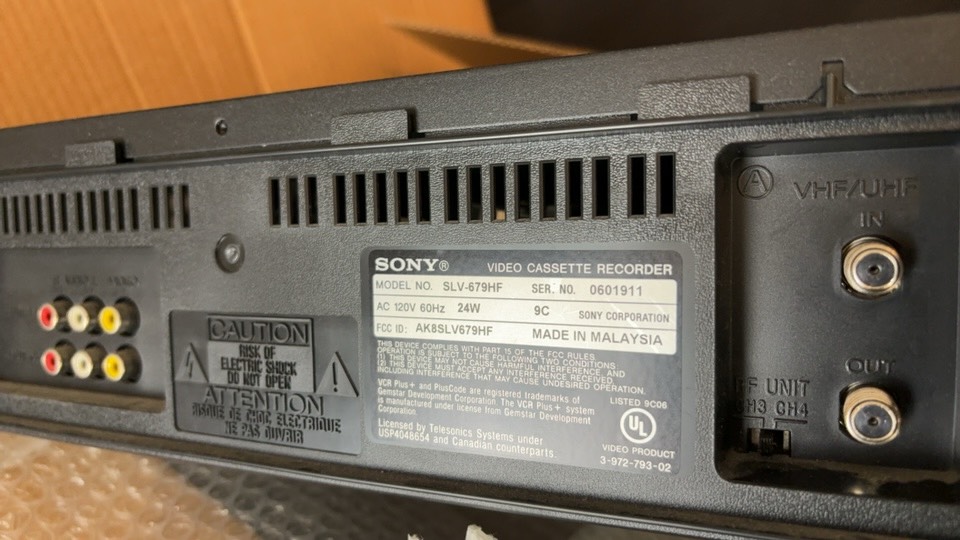 SONY® VIDEO CASSETTE RECORDER
MODEL NO. SLV-679HF SER. NO. 0601911
AC 120V 60Hz 24W 9C SONY CORPORATION
FCC ID: AK8SLV679HF MADE IN MALAYSIA
THIS DEVICE COMPLIES WITH PART 15 OF THE FCC RULES
OPERATION IS SUBJECT TO THE FOLLOWING TWO CONDITIONS:
(1) THIS DEVICE MAY NOT CAUSE HARMFUL INTERFERENCE, AND
(2) THIS DEVICE MUST ACCEPT ANY INTERFERENCE RECEIVED,
INCLUDING INTERFERENCE THAT MAY CAUSE UNDESIRED OPERATION.
VCR Plus+ and PlusCode are registered trademarks of
Gemstar Development Corporation. The VCR Plus+ system
is manufactured under license from Gemstar Development
Corporation.
Licensed by Telesonics Systems under
USP4048654 and Canadian counterparts.
LISTED 9C06
UL
VIDEO PRODUCT
3-972-793-02
CAUTION
RISK OF
ELECTRIC SHOCK
DO NOT OPEN
ATTENTION
RISQUE DE CHOC ELECTRIQUE
NE PAS OUVRIR
A VHF/UHF
IN
OUT
RF UNIT
CH3 CH4